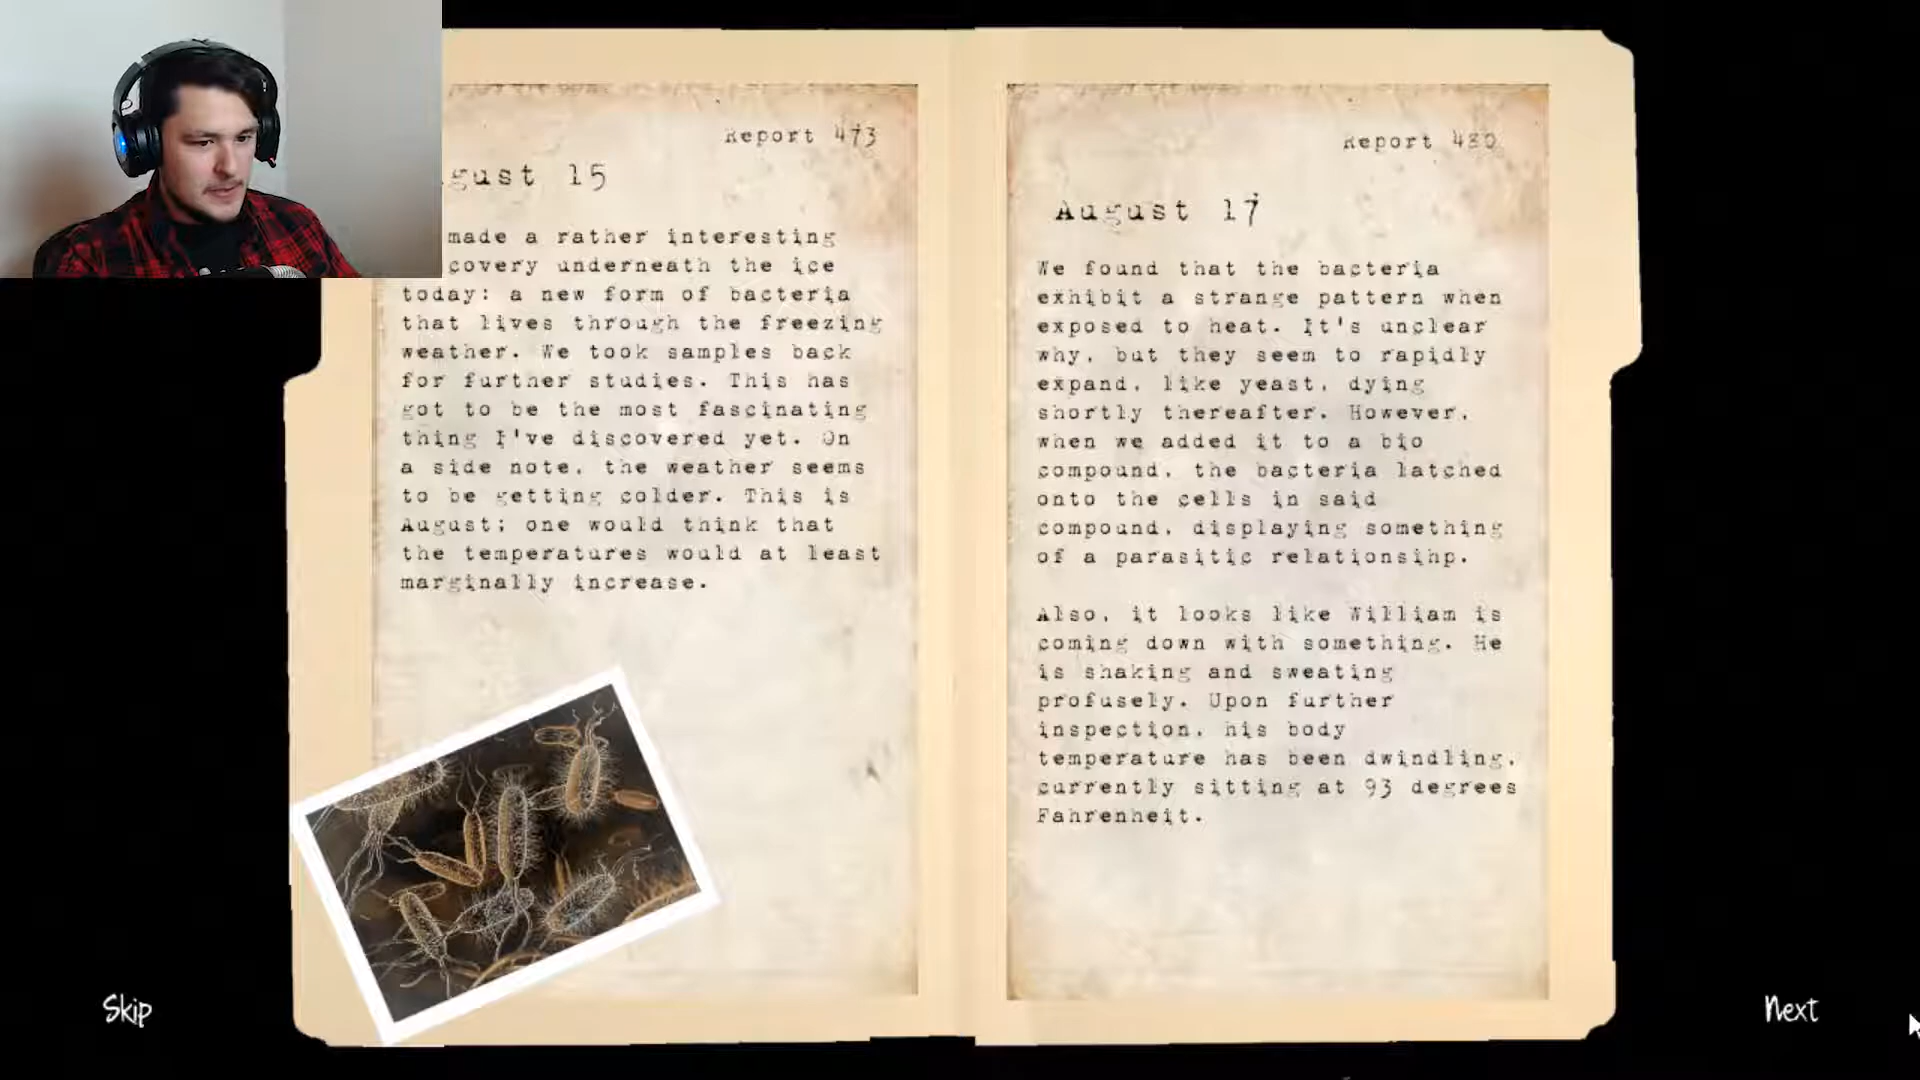 Report 473
gust 15
made a rather interesting
covery underneath the ice
today: a new form of bacteria
that lives through the freezing
weather. We took samples back
for further studies. This has
got to be the most fascinating
thing I've discovered yet. On
a side note, the weather seems
to be getting colder. This is
August; one would think that
the temperatures would at least
marginally increase.
Report 480
August 17
We found that the bacteria
exhibit a strange pattern when
exposed to heat. It's unclear
why, but they seem to rapidly
expand, like yeast, dying
shortly thereafter. However,
when we added it to a bio
compound, the bacteria latched
onto the cells in said
compound, displaying something
of a parasitic relationsihp.
Also, it looks like William is
coming down with something. He
is shaking and sweating
profusely. Upon further
inspection, his body
temperature has been dwindling,
currently sitting at 93 degrees
Fahrenheit.
Skip
Next